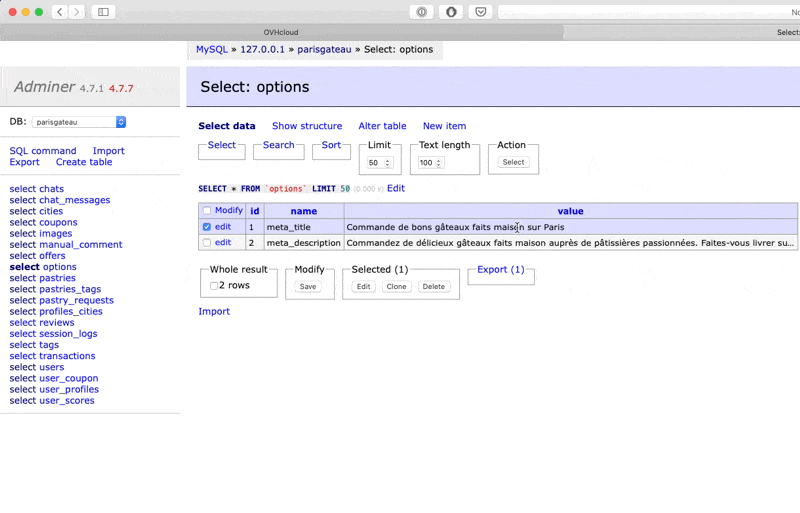 No
OVHcloud
Select:
MySQL » 127.0.0.1 » parisgateau » Select: options
Adminer 4.7.1 4.7.7
Select: options
DB: parisgateau
SQL command Import
Export Create table
select chats
select chat_messages
select cities
select coupons
select images
select manual_comment
select offers
select options
select pastries
select pastries_tags
select pastry_requests
select profiles_cities
select reviews
select session_logs
select tags
select transactions
select users
select user_coupon
select user_profiles
select user_scores
Select data Show structure Alter table New item
Select Search Sort Limit Text length Action
50 100 Select
SELECT * FROM `options` LIMIT 50 (0.000 s) Edit
Modify id name value
edit 1 meta_title Commande de bons gâteaux faits maison sur Paris
edit 2 meta_description Commandez de délicieux gâteaux faits maison auprès de pâtissières passionnées. Faites-vous livrer su...
Whole result Modify Selected (1) Export (1)
2 rows Save Edit Clone Delete
Import